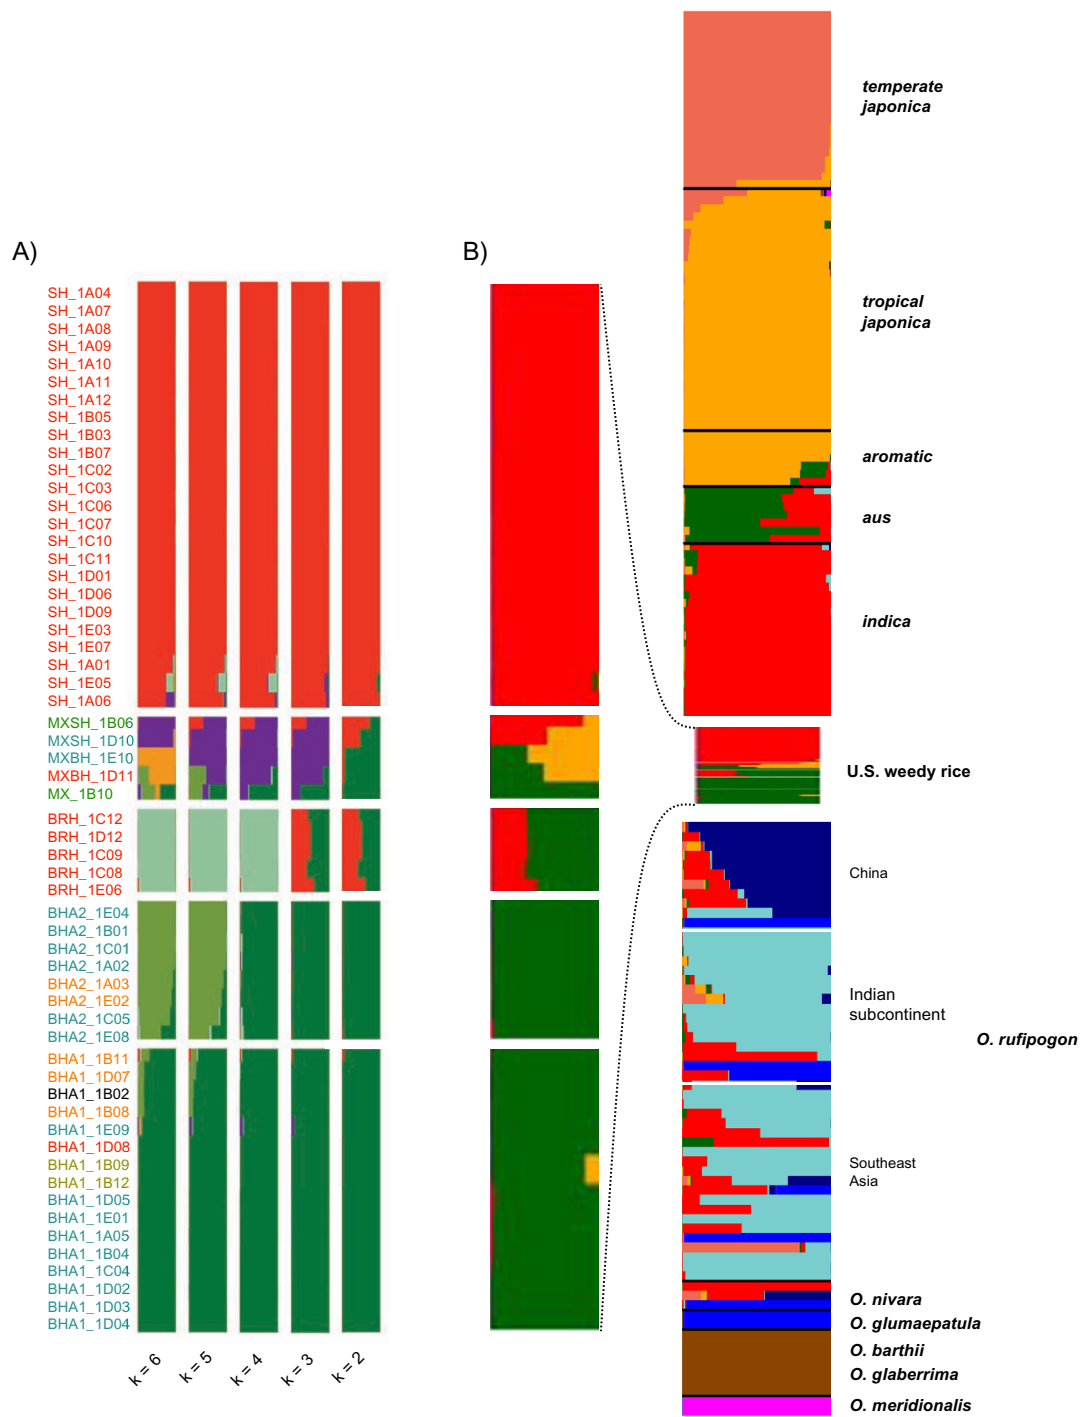 A)
SH_1A04
SH_1A07
SH_1A08
SH_1A09
SH_1A10
SH_1A11
SH_1A12
SH_1B05
SH_1B03
SH_1B07
SH_1C02
SH_1C03
SH_1C06
SH_1C07
SH_1C10
SH_1C11
SH_1D01
SH_1D06
SH_1D09
SH_1E03
SH_1E07
SH_1A01
SH_1E05
SH_1A06
MXSH_1B06
MXSH_1D10
MXBH_1E10
MXBH_1D11
MX_1B10
BRH_1C12
BRH_1D12
BRH_1C09
BRH_1C08
BRH_1E06
BHA2_1E04
BHA2_1B01
BHA2_1C01
BHA2_1A02
BHA2_1A03
BHA2_1E02
BHA2_1C05
BHA2_1E08
BHA1_1B11
BHA1_1D07
BHA1_1B02
BHA1_1B08
BHA1_1E09
BHA1_1D08
BHA1_1B09
BHA1_1B12
BHA1_1D05
BHA1_1E01
BHA1_1A05
BHA1_1B04
BHA1_1C04
BHA1_1D02
BHA1_1D03
BHA1_1D04
k = 6
k = 5
k = 4
k = 3
k = 2
B)
temperate
japonica
tropical
japonica
aromatic
aus
indica
U.S. weedy rice
China
Indian
subcontinent
O. rufipogon
Southeast
Asia
O. nivara
O. glumaepatula
O. barthii
O. glaberrima
O. meridionalis